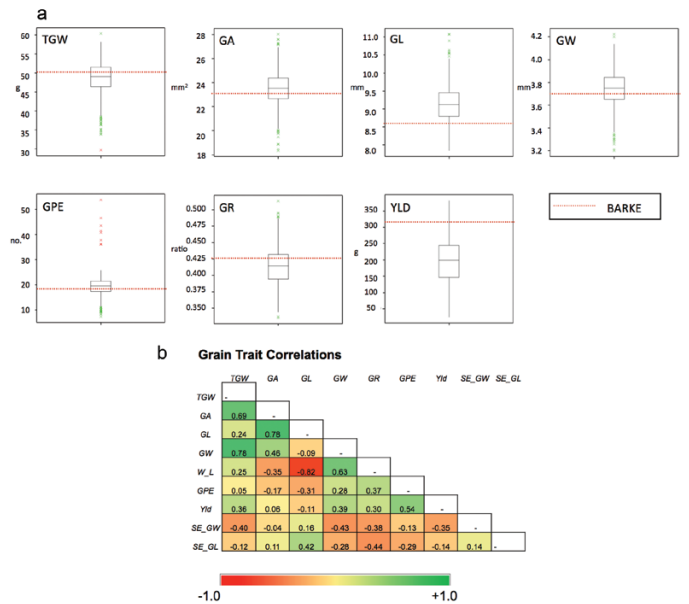 a
TGW
60
55
50
45
40
35
30
g
GA
28
26
24
22
20
18
mm²
GL
11.0
10.5
10.0
9.5
9.0
8.5
8.0
mm
GW
4.2
4.0
3.8
3.6
3.4
3.2
mm
GPE
50
40
30
20
10
no.
GR
0.500
0.475
0.450
0.425
0.400
0.375
0.350
ratio
YLD
350
300
250
200
150
100
50
g
BARKE
b Grain Trait Correlations
TGW GA GL GW GR GPE Yld SE_GW SE_GL
TGW -
GA 0.69 -
GL 0.24 0.78 -
GW 0.78 0.46 -0.09 -
W_L 0.25 -0.35 -0.82 0.63 -
GPE 0.05 -0.17 -0.31 0.28 0.37 -
Yld 0.36 0.06 -0.11 0.39 0.30 0.54 -
SE_GW -0.40 -0.04 0.16 -0.43 -0.38 -0.13 -0.35 -
SE_GL -0.12 0.11 0.42 -0.28 -0.44 -0.29 -0.14 0.14 -
-1.0 +1.0